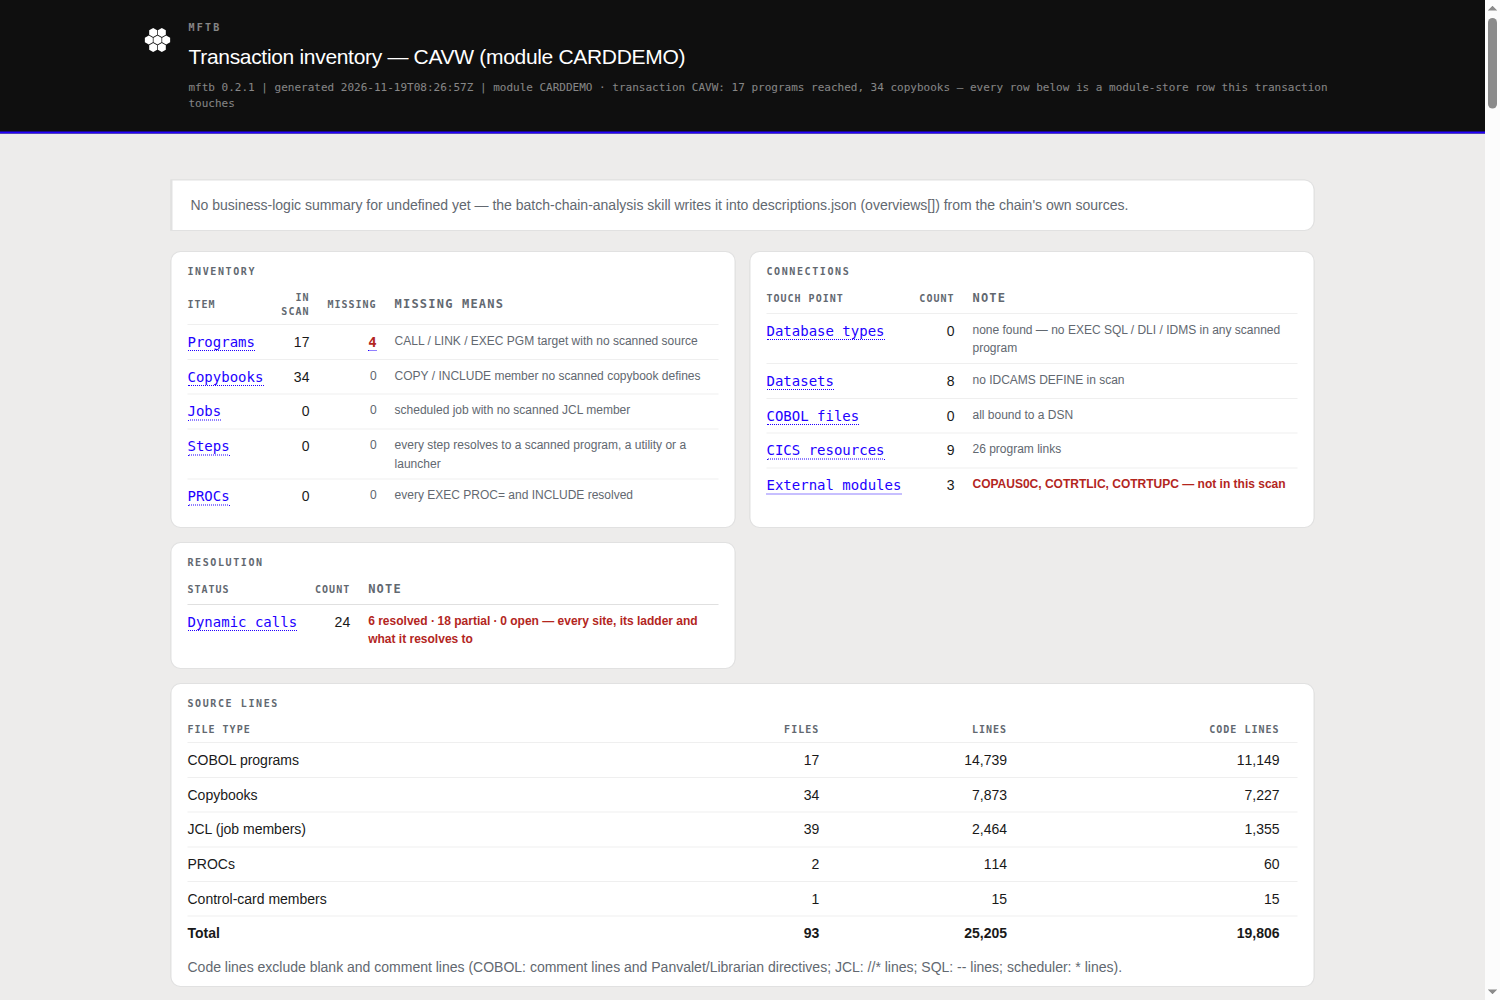 MFTB
Transaction inventory — CAVW (module CARDDEMO)
mftb 0.2.1 | generated 2026-11-19T08:26:57Z | module CARDDEMO · transaction CAVW: 17 programs reached, 34 copybooks — every row below is a module-store row this transaction
touches
No business-logic summary for undefined yet — the batch-chain-analysis skill writes it into descriptions.json (overviews[]) from the chain's own sources.
INVENTORY
ITEM IN SCAN MISSING MISSING MEANS
Programs 17 4 CALL / LINK / EXEC PGM target with no scanned source
Copybooks 34 0 COPY / INCLUDE member no scanned copybook defines
Jobs 0 0 scheduled job with no scanned JCL member
Steps 0 0 every step resolves to a scanned program, a utility or a
launcher
PROCs 0 0 every EXEC PROC= and INCLUDE resolved
CONNECTIONS
TOUCH POINT COUNT NOTE
Database types 0 none found — no EXEC SQL / DLI / IDMS in any scanned
program
Datasets 8 no IDCAMS DEFINE in scan
COBOL files 0 all bound to a DSN
CICS resources 9 26 program links
External modules 3 COPAUS0C, COTRTLIC, COTRTUPC — not in this scan
RESOLUTION
STATUS COUNT NOTE
Dynamic calls 24 6 resolved · 18 partial · 0 open — every site, its ladder and
what it resolves to
SOURCE LINES
FILE TYPE FILES LINES CODE LINES
COBOL programs 17 14,739 11,149
Copybooks 34 7,873 7,227
JCL (job members) 39 2,464 1,355
PROCs 2 114 60
Control-card members 1 15 15
Total 93 25,205 19,806
Code lines exclude blank and comment lines (COBOL: comment lines and Panvalet/Librarian directives; JCL: //* lines; SQL: -- lines; scheduler: * lines).